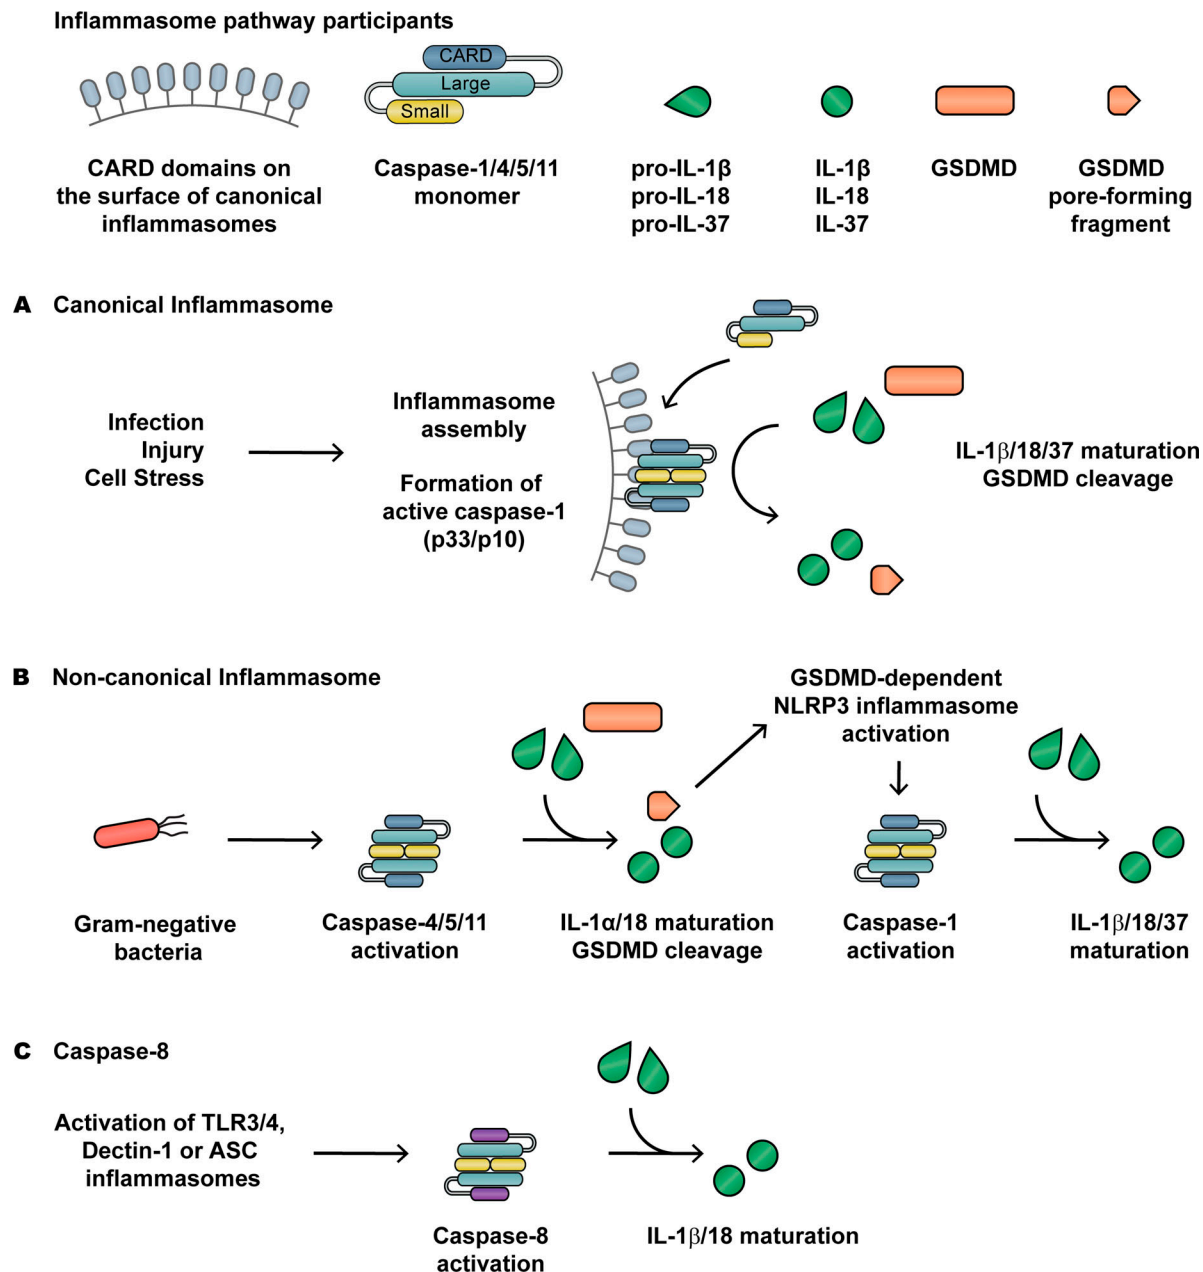 Inflammasome pathway participants
CARD
Large
Small
CARD domains on
the surface of canonical
inflammasomes
Caspase-1/4/5/11
monomer
pro-IL-1β
pro-IL-18
pro-IL-37
IL-1β
IL-18
IL-37
GSDMD
GSDMD
pore-forming
fragment
A Canonical Inflammasome
Infection
Injury
Cell Stress
Inflammasome
assembly
Formation of
active caspase-1
(p33/p10)
IL-1β/18/37 maturation
GSDMD cleavage
B Non-canonical Inflammasome
GSDMD-dependent
NLRP3 inflammasome
activation
Gram-negative
bacteria
Caspase-4/5/11
activation
IL-1α/18 maturation
GSDMD cleavage
Caspase-1
activation
IL-1β/18/37
maturation
C Caspase-8
Activation of TLR3/4,
Dectin-1 or ASC
inflammasomes
Caspase-8
activation
IL-1β/18 maturation